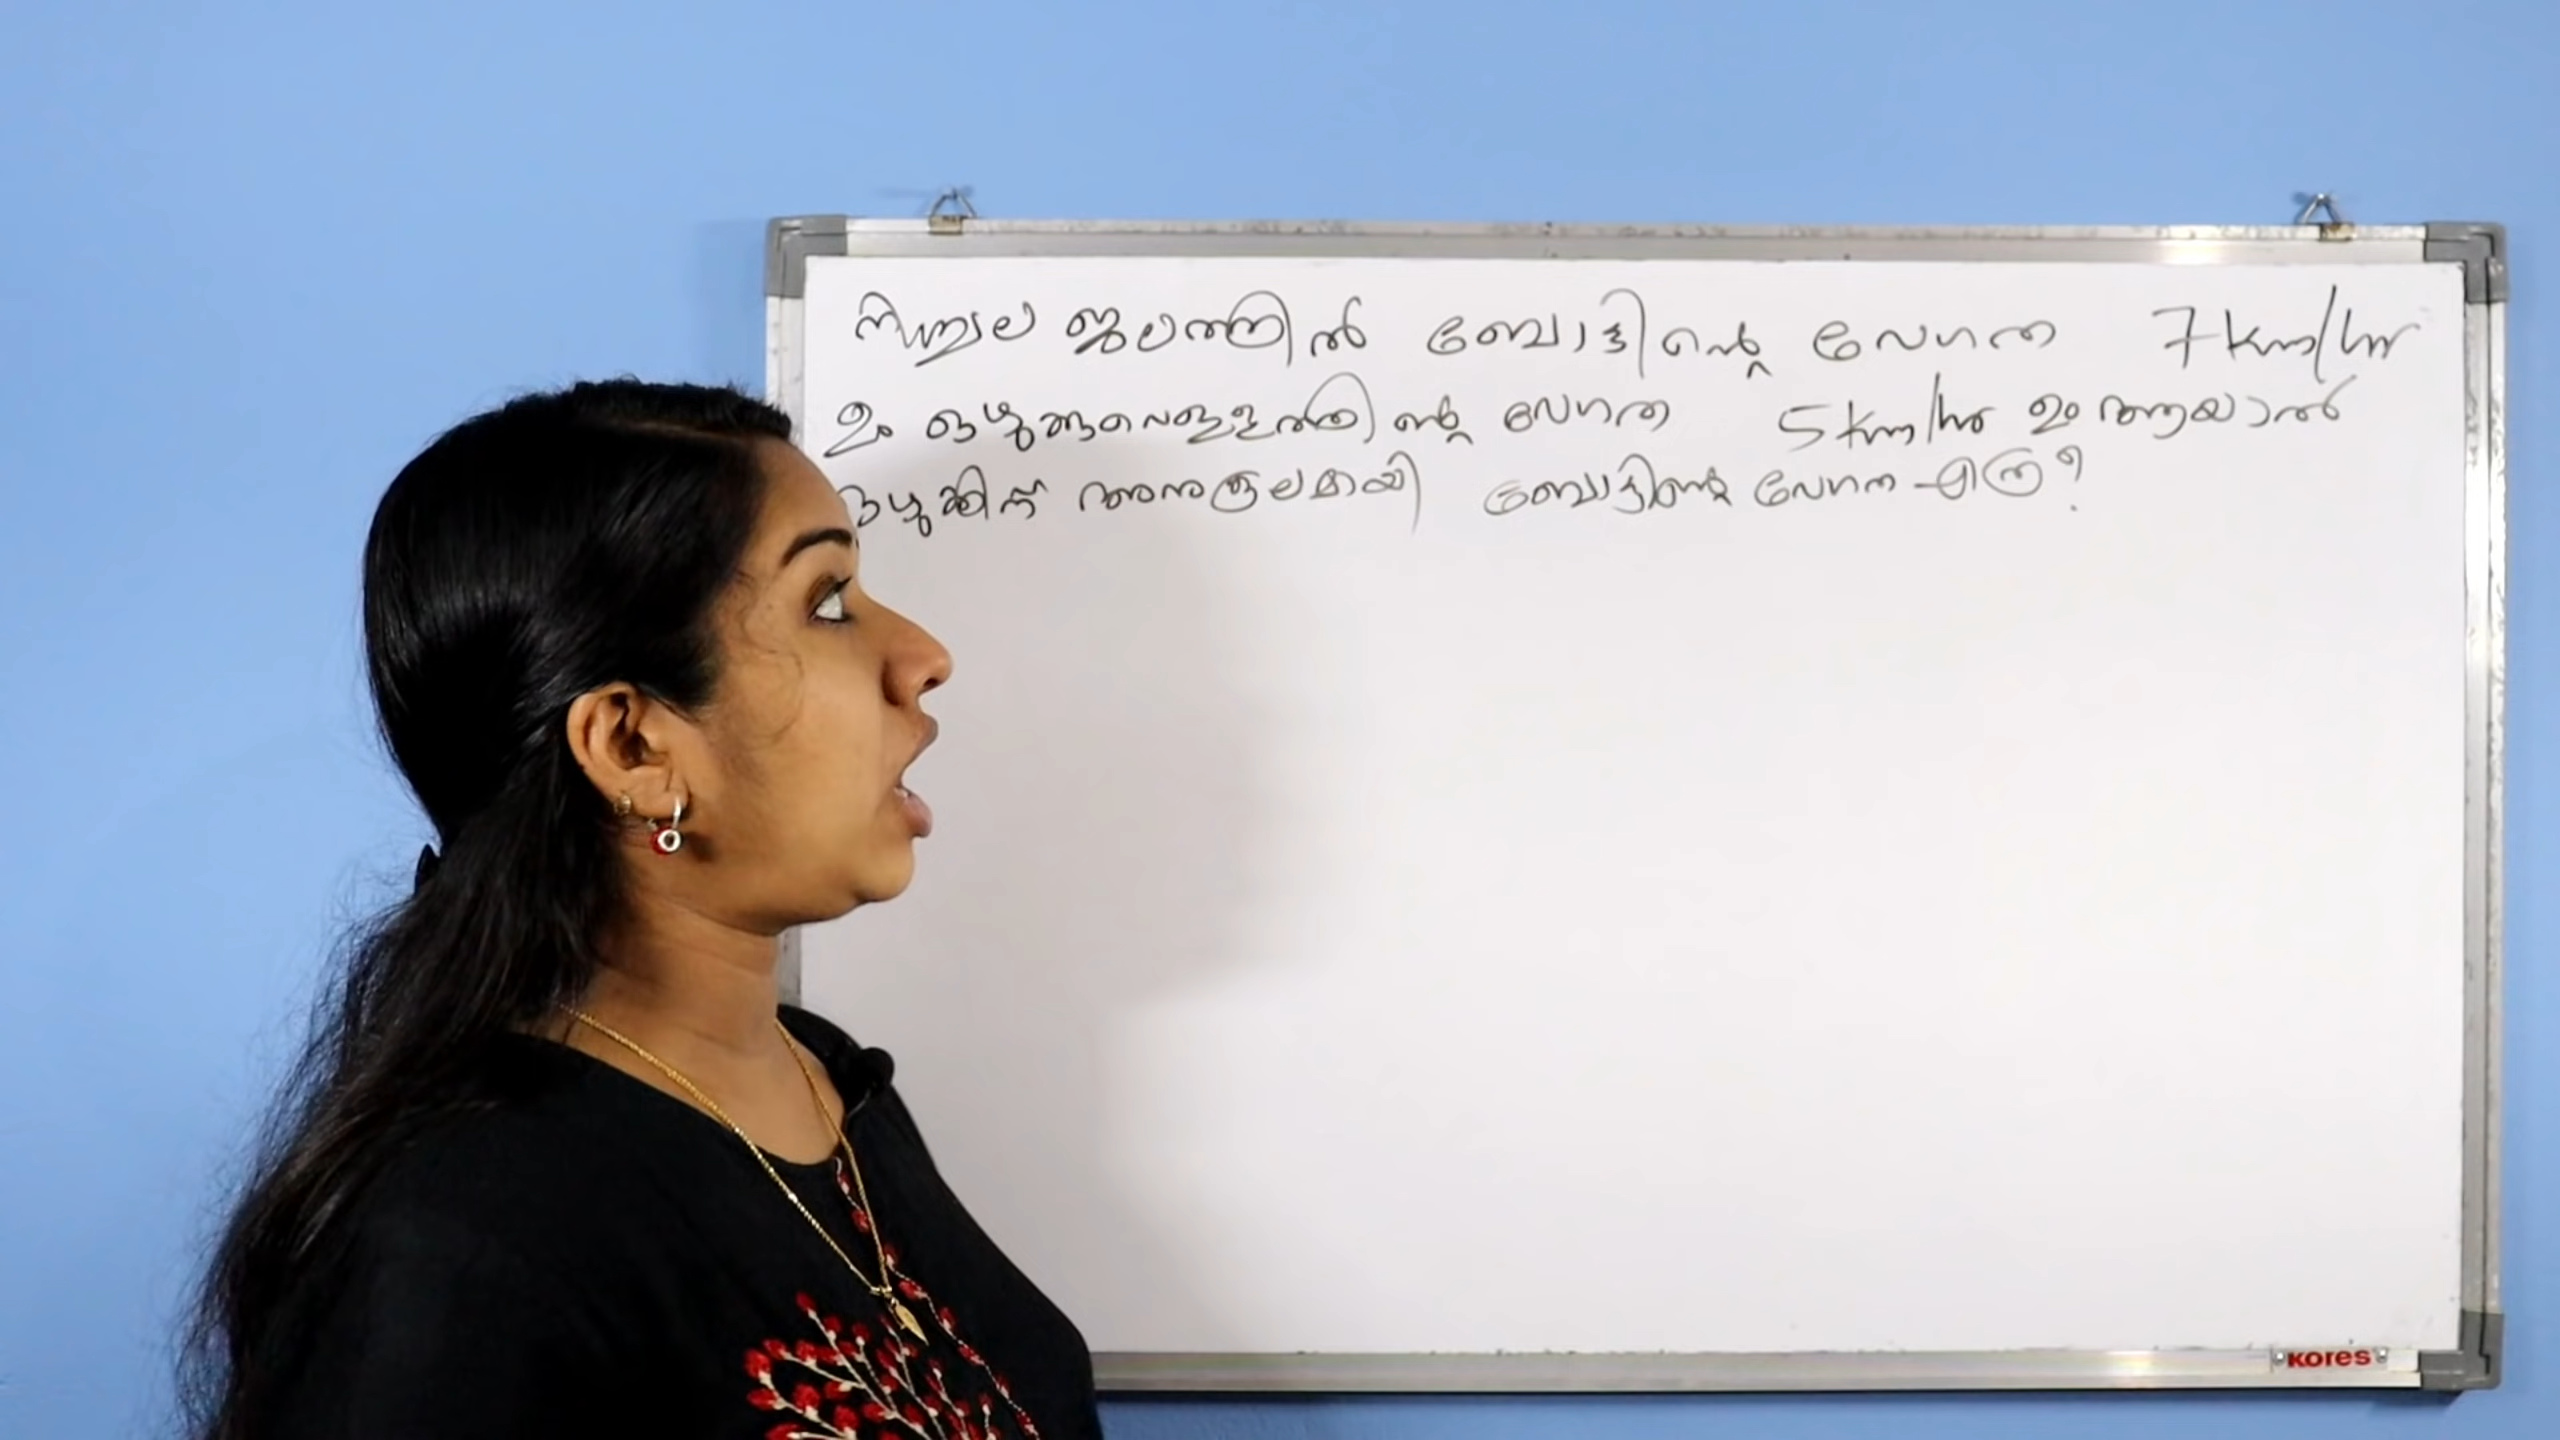 നിശ്ചല ജലത്തിൽ ബോട്ടിന്റെ വേഗത 7km/hr
ഉം ഒഴുക്കുവെള്ളത്തിന്റെ വേഗത 5km/hr ഉം ആയാൽ
ഒഴുക്കിന് അനുകൂലമായി ബോട്ടിന്റെ വേഗത എത്ര?
KORES